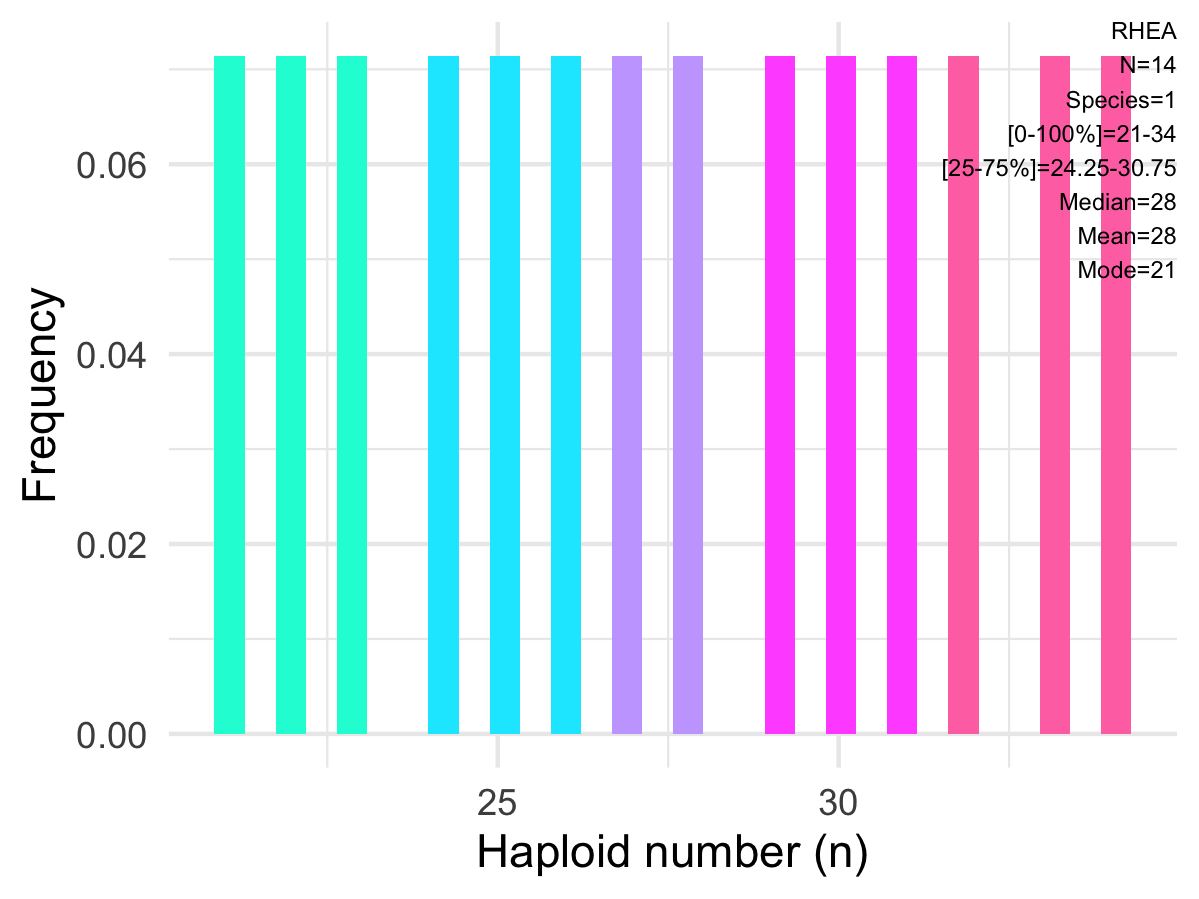 RHEA
N=14
Species=1
[0-100%]=21-34
[25-75%]=24.25-30.75
Median=28
Mean=28
Mode=21
Frequency
0.06
0.04
0.02
0.00
25 30
Haploid number (n)